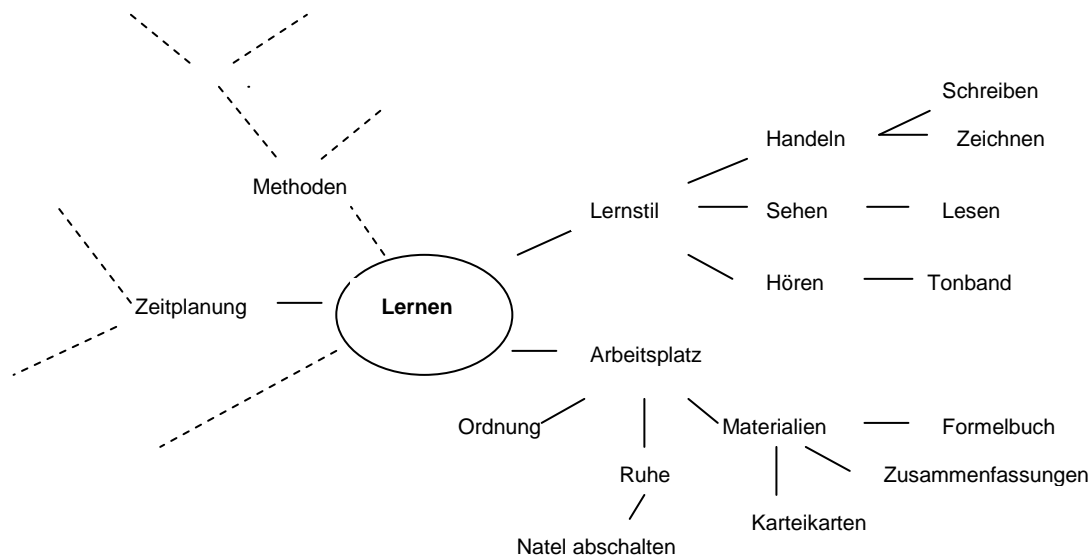 Schreiben
Handeln
Zeichnen
Methoden
Lernstil
Sehen
Lesen
Hören
Tonband
Zeitplanung
Lernen
Arbeitsplatz
Ordnung
Materialien
Formelbuch
Ruhe
Zusammenfassungen
Karteikarten
Natel abschalten